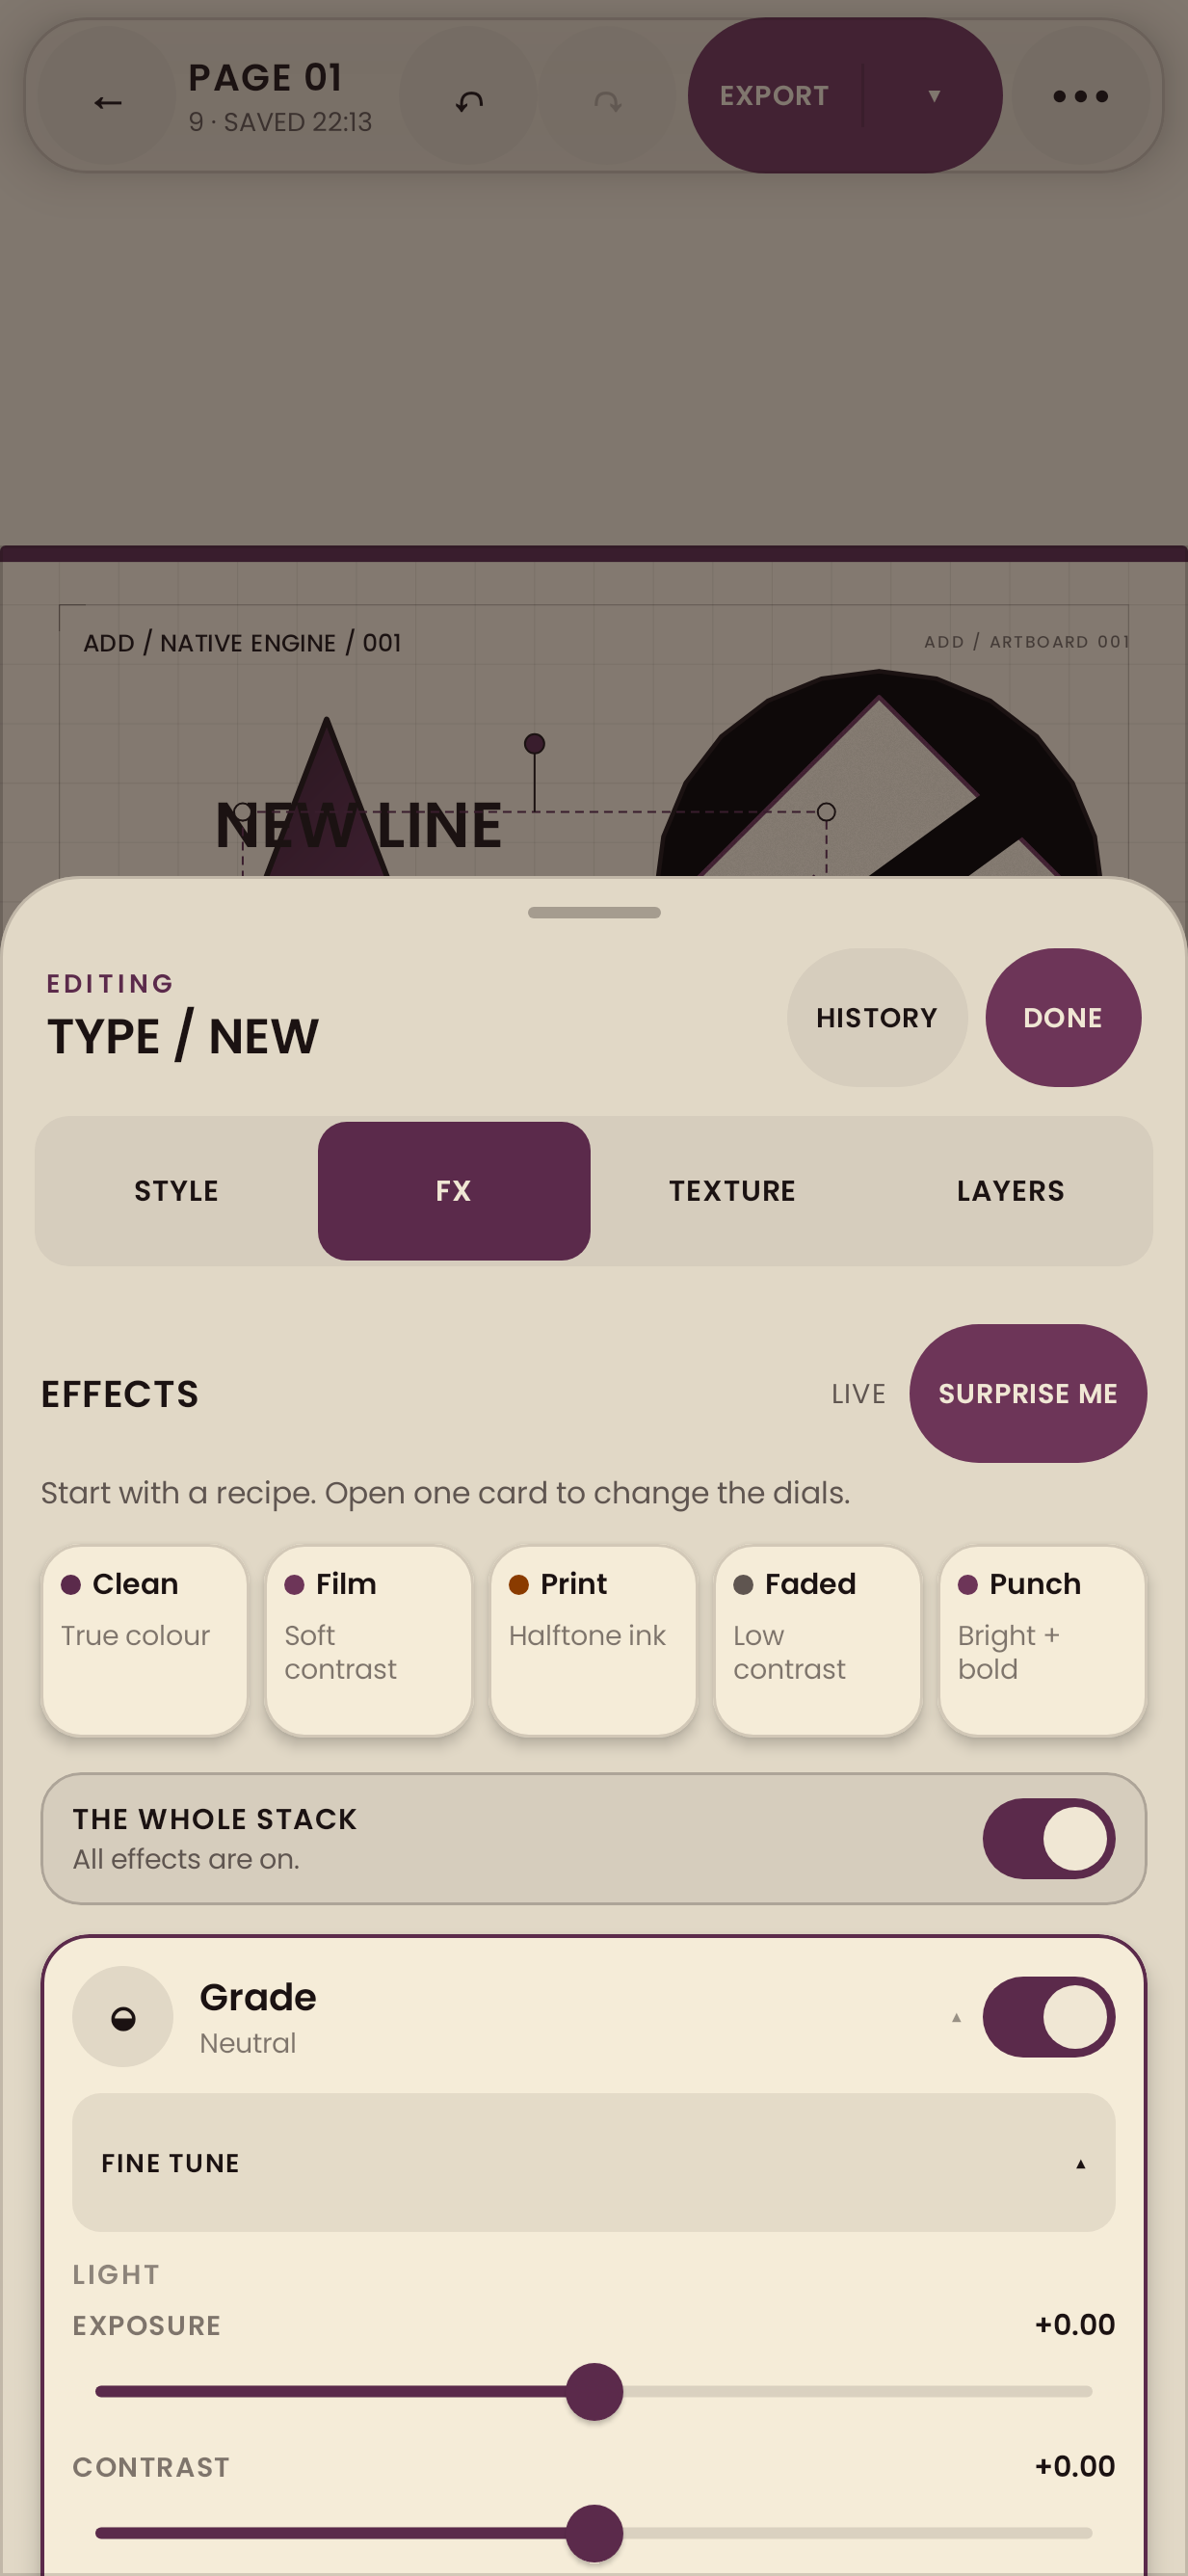 ←
PAGE 01
9 · SAVED 22:13
EXPORT ▼
ADD / NATIVE ENGINE / 001
ADD / ARTBOARD 001
NEW LINE
EDITING
TYPE / NEW
HISTORY
DONE
STYLE
FX
TEXTURE
LAYERS
EFFECTS
LIVE
SURPRISE ME
Start with a recipe. Open one card to change the dials.
Clean
True colour
Film
Soft
contrast
Print
Halftone ink
Faded
Low
contrast
Punch
Bright +
bold
THE WHOLE STACK
All effects are on.
Grade
Neutral
FINE TUNE
LIGHT
EXPOSURE
+0.00
CONTRAST
+0.00